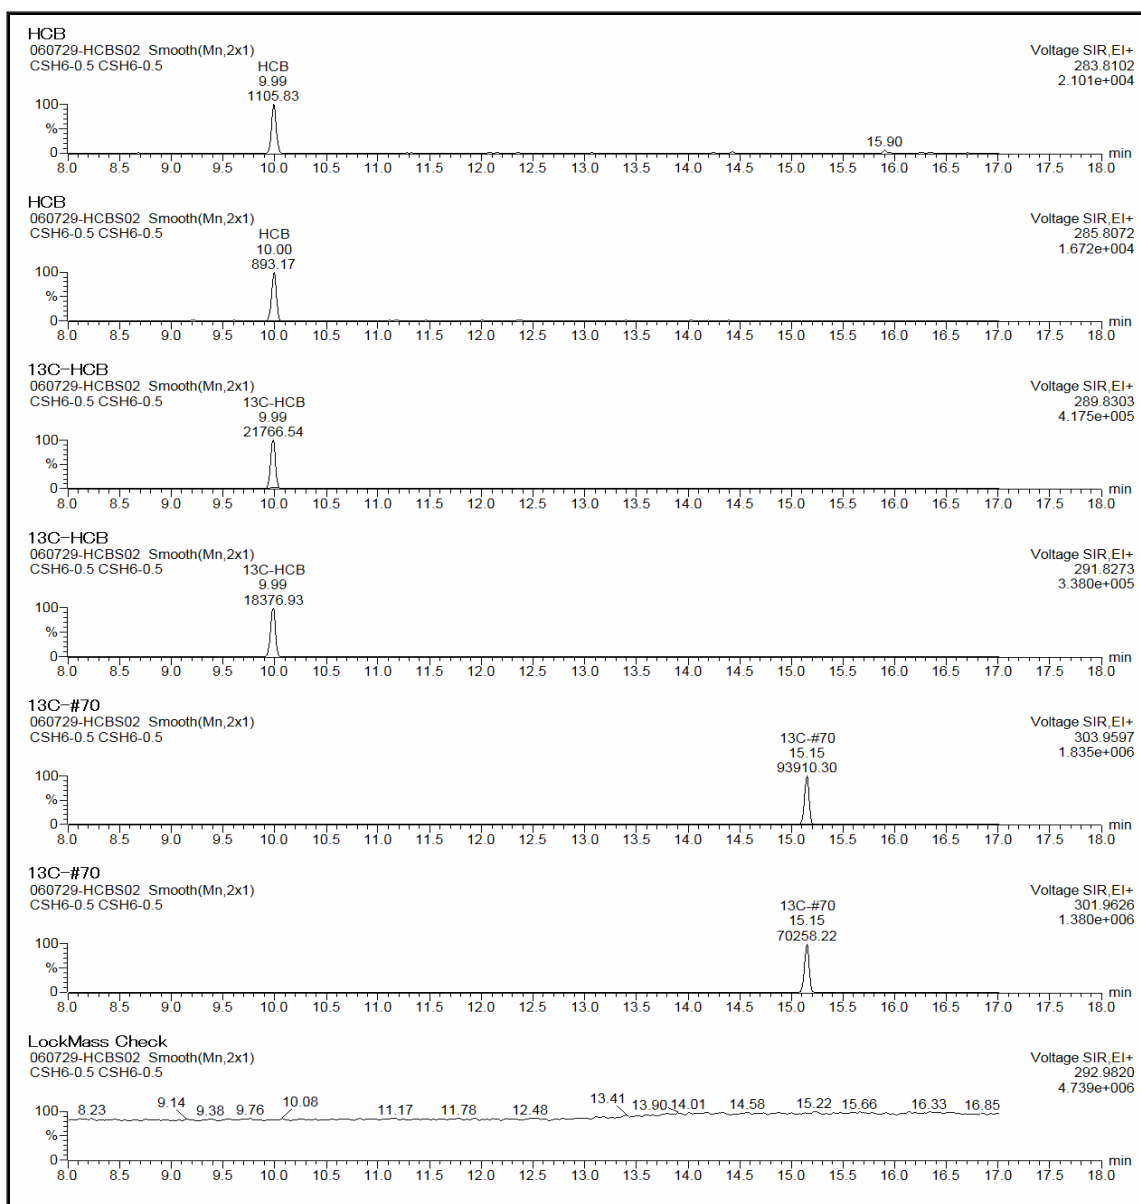 HCB
060729-HCBS02 Smooth(Mn,2x1)
CSH6-0.5 CSH6-0.5
Voltage SIR,EI+
283.8102
2.101e+004
HCB
9.99
1105.83
15.90
100
%
0
8.0 8.5 9.0 9.5 10.0 10.5 11.0 11.5 12.0 12.5 13.0 13.5 14.0 14.5 15.0 15.5 16.0 16.5 17.0 17.5 18.0 min
HCB
060729-HCBS02 Smooth(Mn,2x1)
CSH6-0.5 CSH6-0.5
Voltage SIR,EI+
285.8072
1.672e+004
HCB
10.00
893.17
100
%
0
8.0 8.5 9.0 9.5 10.0 10.5 11.0 11.5 12.0 12.5 13.0 13.5 14.0 14.5 15.0 15.5 16.0 16.5 17.0 17.5 18.0 min
13C-HCB
060729-HCBS02 Smooth(Mn,2x1)
CSH6-0.5 CSH6-0.5
Voltage SIR,EI+
289.8303
4.175e+005
13C-HCB
9.99
21766.54
100
%
0
8.0 8.5 9.0 9.5 10.0 10.5 11.0 11.5 12.0 12.5 13.0 13.5 14.0 14.5 15.0 15.5 16.0 16.5 17.0 17.5 18.0 min
13C-HCB
060729-HCBS02 Smooth(Mn,2x1)
CSH6-0.5 CSH6-0.5
Voltage SIR,EI+
291.8273
3.380e+005
13C-HCB
9.99
18376.93
100
%
0
8.0 8.5 9.0 9.5 10.0 10.5 11.0 11.5 12.0 12.5 13.0 13.5 14.0 14.5 15.0 15.5 16.0 16.5 17.0 17.5 18.0 min
13C-#70
060729-HCBS02 Smooth(Mn,2x1)
CSH6-0.5 CSH6-0.5
Voltage SIR,EI+
303.9597
1.835e+006
13C-#70
15.15
93910.30
100
%
0
8.0 8.5 9.0 9.5 10.0 10.5 11.0 11.5 12.0 12.5 13.0 13.5 14.0 14.5 15.0 15.5 16.0 16.5 17.0 17.5 18.0 min
13C-#70
060729-HCBS02 Smooth(Mn,2x1)
CSH6-0.5 CSH6-0.5
Voltage SIR,EI+
301.9626
1.380e+006
13C-#70
15.15
70258.22
100
%
0
8.0 8.5 9.0 9.5 10.0 10.5 11.0 11.5 12.0 12.5 13.0 13.5 14.0 14.5 15.0 15.5 16.0 16.5 17.0 17.5 18.0 min
LockMass Check
060729-HCBS02 Smooth(Mn,2x1)
CSH6-0.5 CSH6-0.5
Voltage SIR,EI+
292.9820
4.739e+006
8.23 9.14 9.38 9.76 10.08 11.17 11.78 12.48 13.41 13.90 14.01 14.58 15.22 15.66 16.33 16.85
100
%
0
8.0 8.5 9.0 9.5 10.0 10.5 11.0 11.5 12.0 12.5 13.0 13.5 14.0 14.5 15.0 15.5 16.0 16.5 17.0 17.5 18.0 min